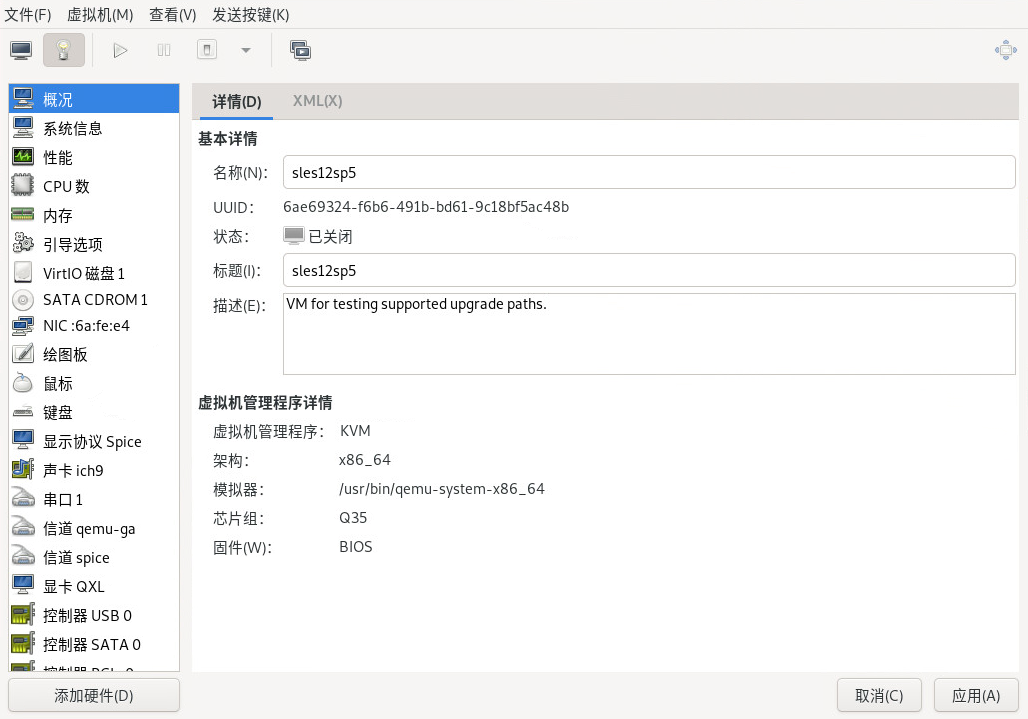 文件(F) 虚拟机(M) 查看(V) 发送按键(K)
概况
系统信息
性能
CPU 数
内存
引导选项
VirtIO 磁盘 1
SATA CDROM 1
NIC :6a:fe:e4
绘图板
鼠标
键盘
显示协议 Spice
声卡 ich9
串口 1
信道 qemu-ga
信道 spice
显卡 QXL
控制器 USB 0
控制器 SATA 0
添加硬件(D)
详情(D) XML(X)
基本详情
名称(N): sles12sp5
UUID: 6ae69324-f6b6-491b-bd61-9c18bf5ac48b
状态: 已关闭
标题(I): sles12sp5
描述(E): VM for testing supported upgrade paths.
虚拟机管理程序详情
虚拟机管理程序: KVM
架构: x86_64
模拟器: /usr/bin/qemu-system-x86_64
芯片组: Q35
固件(W): BIOS
取消(C) 应用(A)